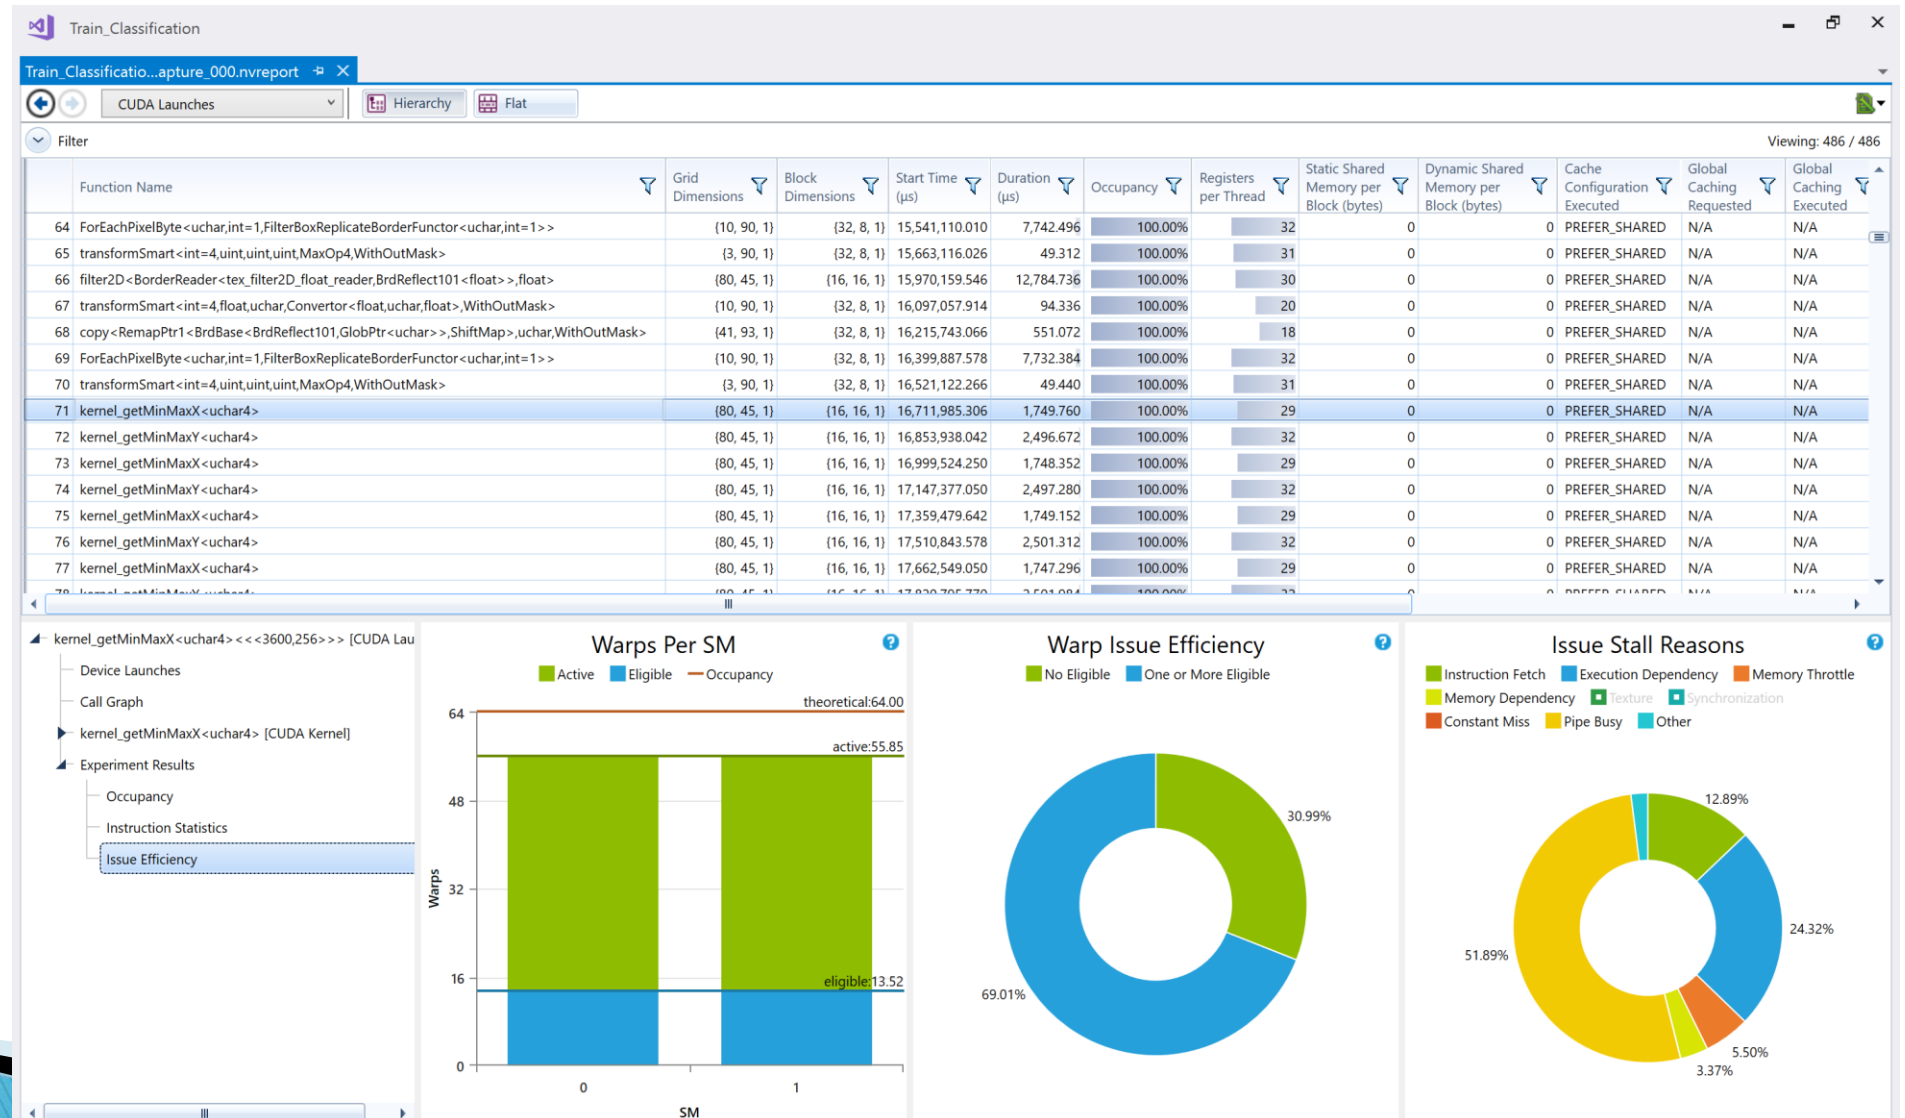 Train_Classification
Train_Classificatio...apture_000.nvreport
CUDA Launches Hierarchy Flat
Filter Viewing: 486 / 486
Function Name Grid Dimensions Block Dimensions Start Time (µs) Duration (µs) Occupancy Registers per Thread Static Shared Memory per Block (bytes) Dynamic Shared Memory per Block (bytes) Cache Configuration Executed Global Caching Requested Global Caching Executed
64 ForEachPixelByte<uchar,int=1,FilterBoxReplicateBorderFunctor<uchar,int=1>> {10, 90, 1} {32, 8, 1} 15,541,110.010 7,742.496 100.00% 32 0 0 PREFER_SHARED N/A N/A
65 transformSmart<int=4,uint,uint,uint,MaxOp4,WithOutMask> {3, 90, 1} {32, 8, 1} 15,663,116.026 49.312 100.00% 31 0 0 PREFER_SHARED N/A N/A
66 filter2D<BorderReader<tex_filter2D_float_reader,BrdReflect101<float>>,float> {80, 45, 1} {16, 16, 1} 15,970,159.546 12,784.736 100.00% 30 0 0 PREFER_SHARED N/A N/A
67 transformSmart<int=4,float,uchar,Convertor<float,uchar,float>,WithOutMask> {10, 90, 1} {32, 8, 1} 16,097,057.914 94.336 100.00% 20 0 0 PREFER_SHARED N/A N/A
68 copy<RemapPtr1<BrdBase<BrdReflect101,GlobPtr<uchar>>,ShiftMap>,uchar,WithOutMask> {41, 93, 1} {32, 8, 1} 16,215,743.066 551.072 100.00% 18 0 0 PREFER_SHARED N/A N/A
69 ForEachPixelByte<uchar,int=1,FilterBoxReplicateBorderFunctor<uchar,int=1>> {10, 90, 1} {32, 8, 1} 16,399,887.578 7,732.384 100.00% 32 0 0 PREFER_SHARED N/A N/A
70 transformSmart<int=4,uint,uint,uint,MaxOp4,WithOutMask> {3, 90, 1} {32, 8, 1} 16,521,122.266 49.440 100.00% 31 0 0 PREFER_SHARED N/A N/A
71 kernel_getMinMaxX<uchar4> {80, 45, 1} {16, 16, 1} 16,711,985.306 1,749.760 100.00% 29 0 0 PREFER_SHARED N/A N/A
72 kernel_getMinMaxY<uchar4> {80, 45, 1} {16, 16, 1} 16,853,938.042 2,496.672 100.00% 32 0 0 PREFER_SHARED N/A N/A
73 kernel_getMinMaxX<uchar4> {80, 45, 1} {16, 16, 1} 16,999,524.250 1,748.352 100.00% 29 0 0 PREFER_SHARED N/A N/A
74 kernel_getMinMaxY<uchar4> {80, 45, 1} {16, 16, 1} 17,147,377.050 2,497.280 100.00% 32 0 0 PREFER_SHARED N/A N/A
75 kernel_getMinMaxX<uchar4> {80, 45, 1} {16, 16, 1} 17,359,479.642 1,749.152 100.00% 29 0 0 PREFER_SHARED N/A N/A
76 kernel_getMinMaxY<uchar4> {80, 45, 1} {16, 16, 1} 17,510,843.578 2,501.312 100.00% 32 0 0 PREFER_SHARED N/A N/A
77 kernel_getMinMaxX<uchar4> {80, 45, 1} {16, 16, 1} 17,662,549.050 1,747.296 100.00% 29 0 0 PREFER_SHARED N/A N/A
kernel_getMinMaxX<uchar4><<<3600,256>>> [CUDA Lau
Device Launches
Call Graph
kernel_getMinMaxX<uchar4> [CUDA Kernel]
Experiment Results
Occupancy
Instruction Statistics
Issue Efficiency
Warps Per SM
Active Eligible Occupancy
theoretical:64.00
64
active:55.85
48
32
Warps
16
eligible:13.52
0
0 1
SM
Warp Issue Efficiency
No Eligible One or More Eligible
30.99%
69.01%
Issue Stall Reasons
Instruction Fetch Execution Dependency Memory Throttle
Memory Dependency Texture Synchronization
Constant Miss Pipe Busy Other
12.89%
24.32%
51.89%
5.50%
3.37%